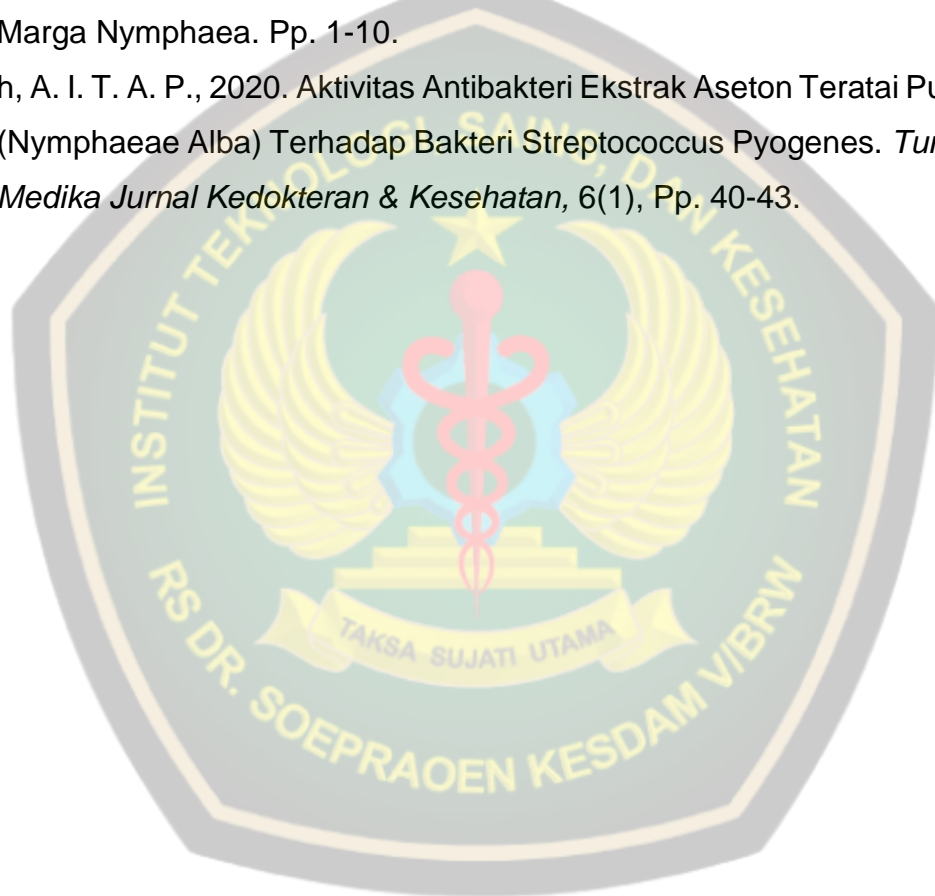 Marga Nymphaea. Pp. 1-10.
h, A. I. T. A. P., 2020. Aktivitas Antibakteri Ekstrak Aseton Teratai Pu
(Nymphaeae Alba) Terhadap Bakteri Streptococcus Pyogenes. Tu
Medika Jurnal Kedokteran & Kesehatan, 6(1), Pp. 40-43.
INSTITUT TEKNOLOGI, SAINS, DAN KESEHATAN
TAKSA SUJATI UTAMA
RS DR. SOEPRAOEN KESDAM V/BRW